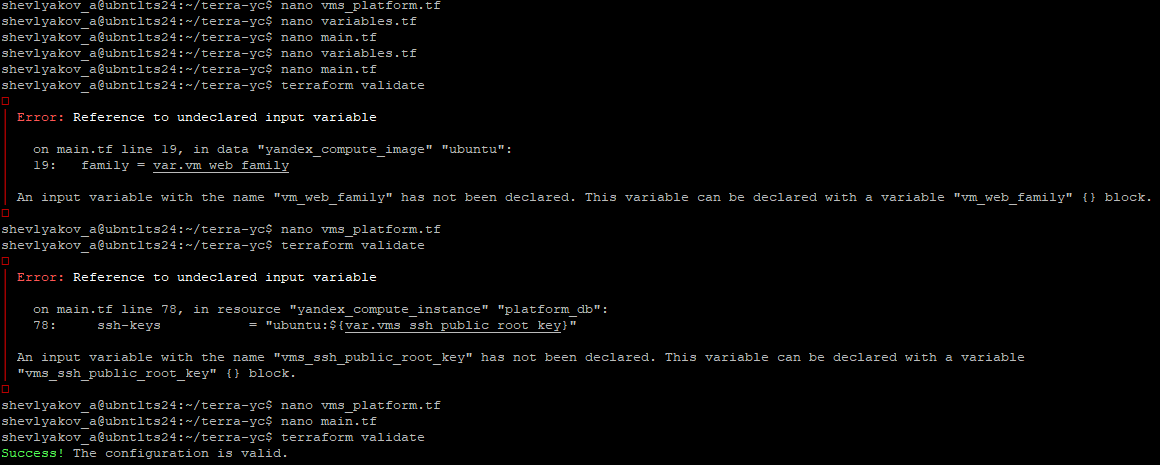 shevlyakov_a@ubntlts24:~/terra-yc$ nano vms_platform.tf
shevlyakov_a@ubntlts24:~/terra-yc$ nano variables.tf
shevlyakov_a@ubntlts24:~/terra-yc$ nano main.tf
shevlyakov_a@ubntlts24:~/terra-yc$ nano variables.tf
shevlyakov_a@ubntlts24:~/terra-yc$ nano main.tf
shevlyakov_a@ubntlts24:~/terra-yc$ terraform validate
Error: Reference to undeclared input variable
on main.tf line 19, in data "yandex_compute_image" "ubuntu":
19:   family = var.vm_web_family
An input variable with the name "vm_web_family" has not been declared. This variable can be declared with a variable "vm_web_family" {} block.
shevlyakov_a@ubntlts24:~/terra-yc$ nano vms_platform.tf
shevlyakov_a@ubntlts24:~/terra-yc$ terraform validate
Error: Reference to undeclared input variable
on main.tf line 78, in resource "yandex_compute_instance" "platform_db":
78:     ssh-keys           = "ubuntu:${var.vms_ssh_public_root_key}"
An input variable with the name "vms_ssh_public_root_key" has not been declared. This variable can be declared with a variable
"vms_ssh_public_root_key" {} block.
shevlyakov_a@ubntlts24:~/terra-yc$ nano vms_platform.tf
shevlyakov_a@ubntlts24:~/terra-yc$ nano main.tf
shevlyakov_a@ubntlts24:~/terra-yc$ terraform validate
Success! The configuration is valid.